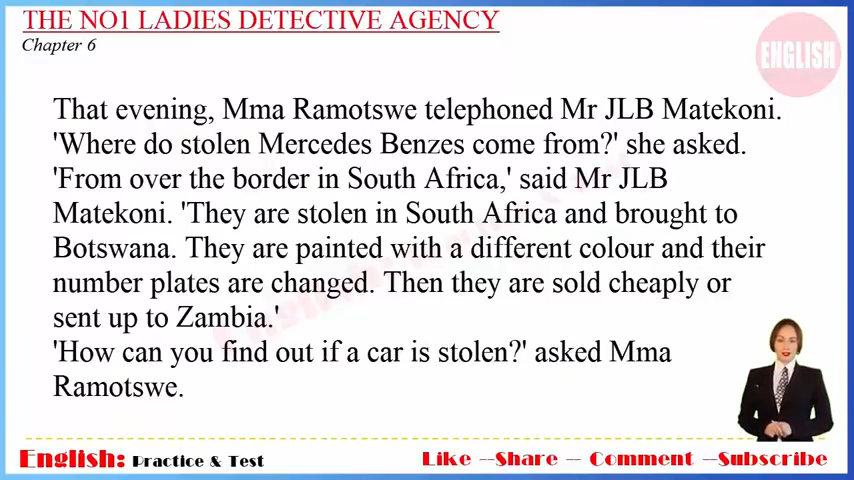 THE NO1 LADIES DETECTIVE AGENCY
Chapter 6
ENGLISH
That evening, Mma Ramotswe telephoned Mr JLB Matekoni.
'Where do stolen Mercedes Benzes come from?' she asked.
'From over the border in South Africa,' said Mr JLB
Matekoni. 'They are stolen in South Africa and brought to
Botswana. They are painted with a different colour and their
number plates are changed. Then they are sold cheaply or
sent up to Zambia.'
'How can you find out if a car is stolen?' asked Mma
Ramotswe.
English: Practice & Test
Like --Share -- Comment --Subscribe